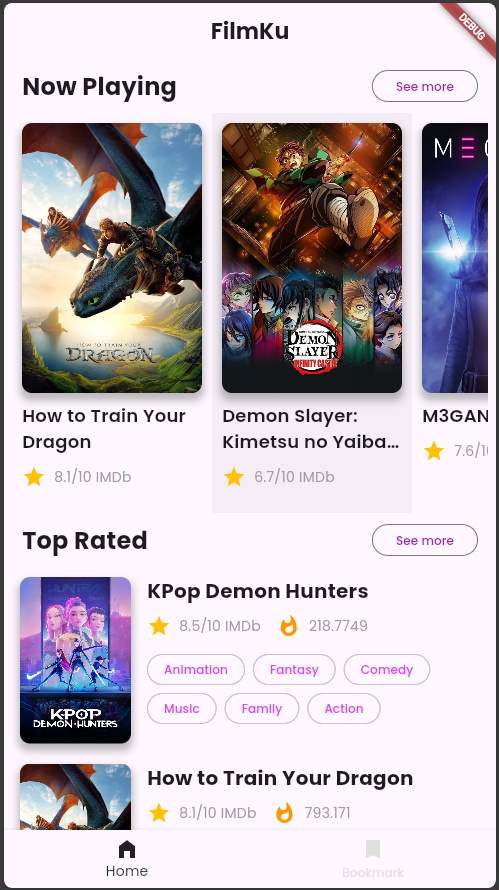 FilmKu
DEBUG
Now Playing
See more
HOW TO TRAIN YOUR
DRAGON
DEMON
SLAYER
INFINITY CASTLE
M
How to Train Your
Dragon
8.1/10 IMDb
Demon Slayer:
Kimetsu no Yaiba...
6.7/10 IMDb
M3GAN
7.6/10
Top Rated
See more
KPOP
DEMON HUNTERS
KPop Demon Hunters
8.5/10 IMDb
218.7749
Animation
Fantasy
Comedy
Music
Family
Action
How to Train Your Dragon
8.1/10 IMDb
793.171
Home
Bookmark